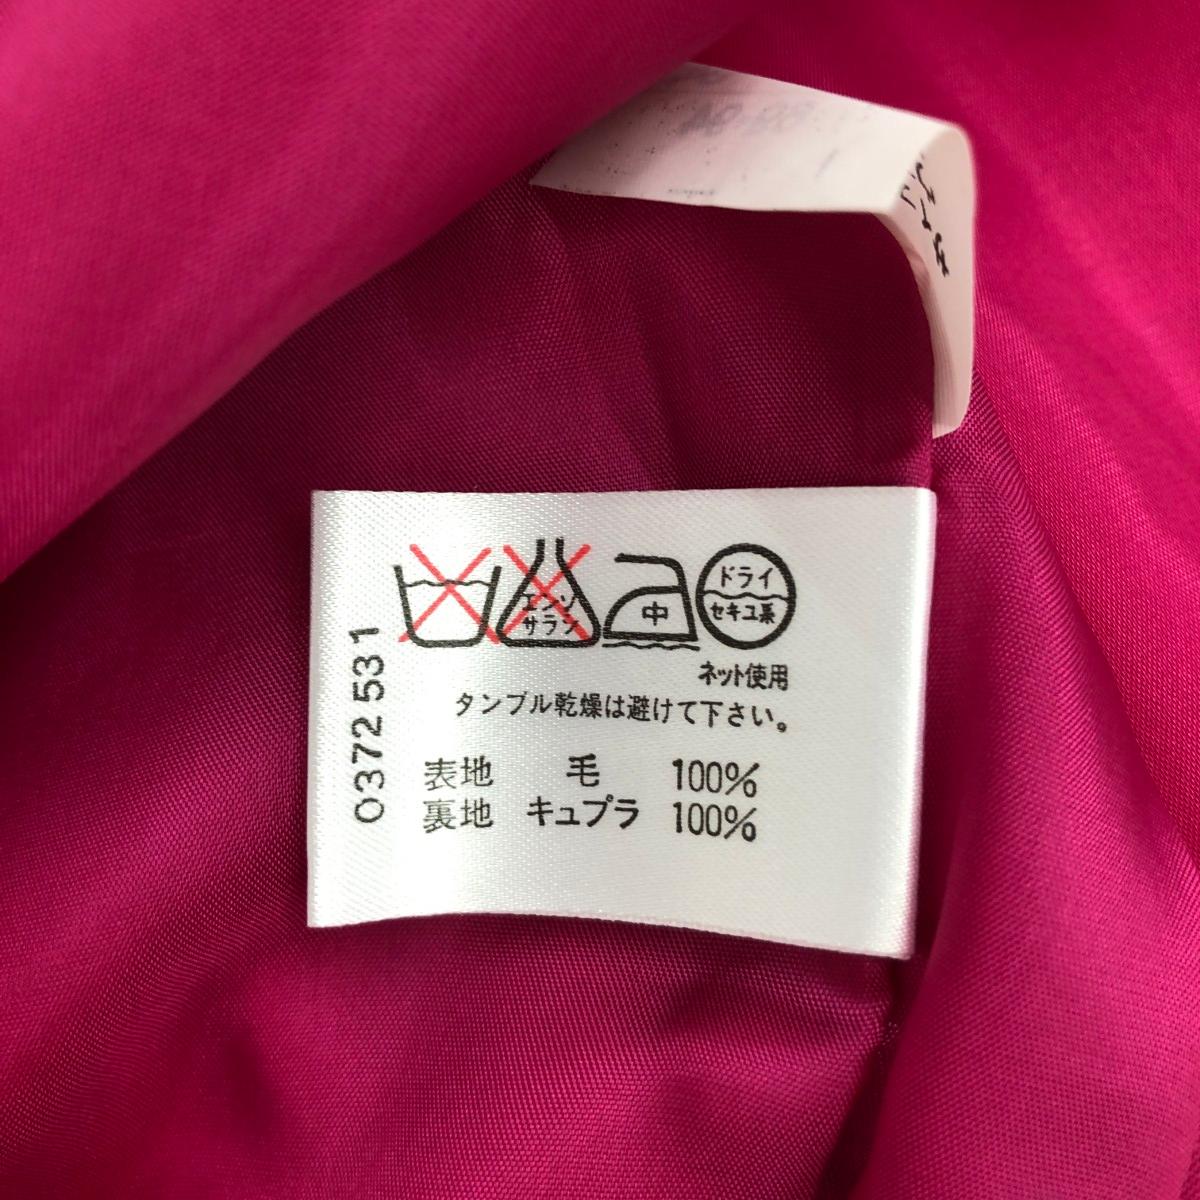 エンソ
サラシ
中
ドライ
セキユ系
ネット使用
タンブル乾燥は避けて下さい。
表地 毛 100%
裏地 キュプラ 100%
0372531